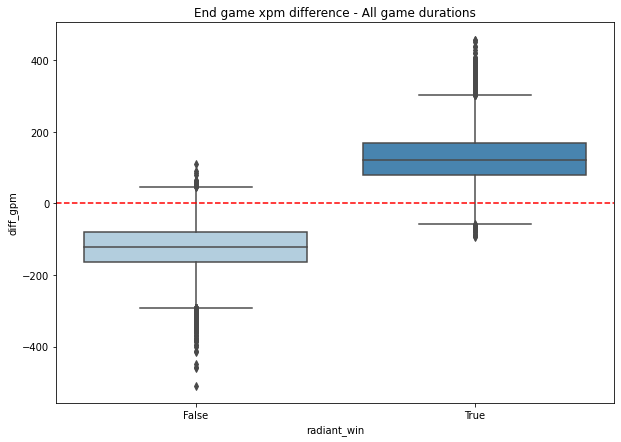 End game xpm difference - All game durations
diff_gpm
400
200
0
−200
−400
False
True
radiant_win